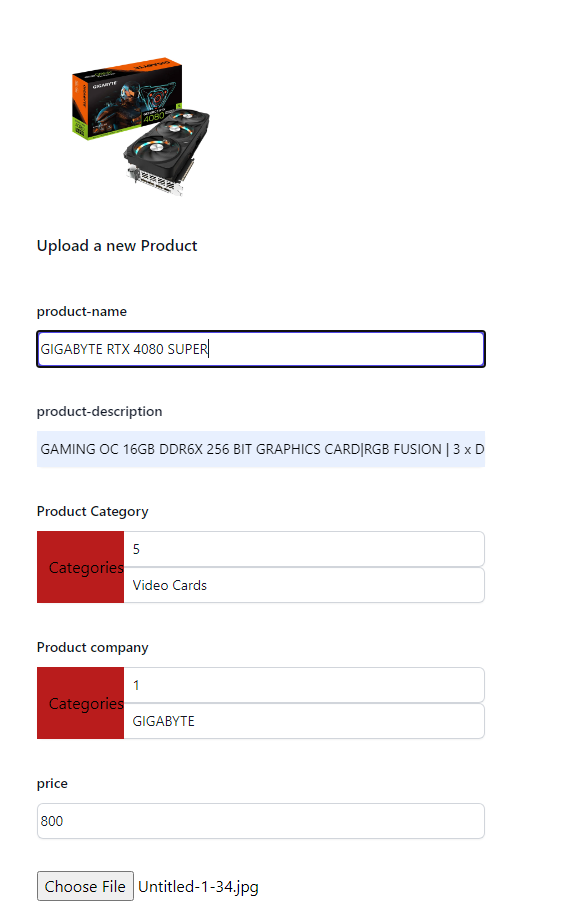 GIGABYTE
Upload a new Product
product-name
GIGABYTE RTX 4080 SUPER
product-description
GAMING OC 16GB DDR6X 256 BIT GRAPHICS CARD|RGB FUSION | 3 x D
Product Category
Categories
5
Video Cards
Product company
Categories
1
GIGABYTE
price
800
Choose File Untitled-1-34.jpg